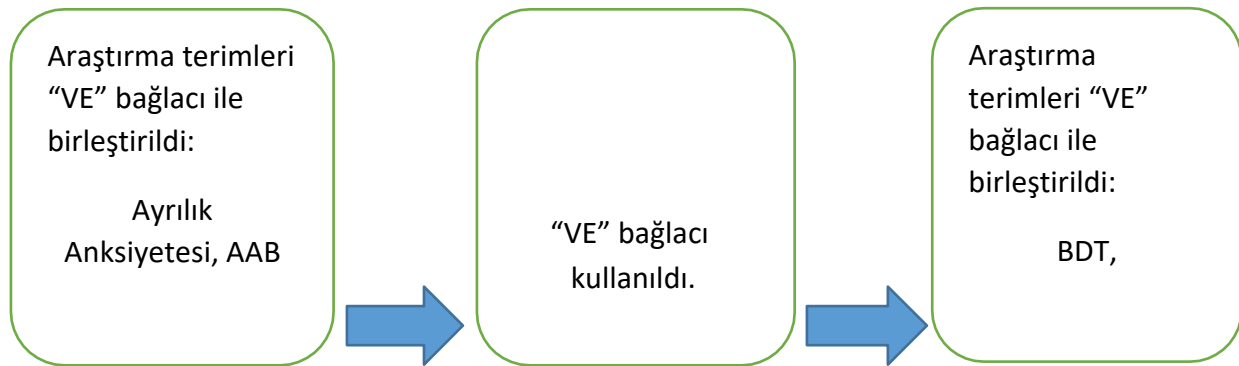 Araştırma terimleri
“VE” bağlacı ile
birleştirildi:
Ayrılık
Anksiyetesi, AAB
“VE” bağlacı
kullanıldı.
Araştırma
terimleri “VE”
bağlacı ile
birleştirildi:
BDT,